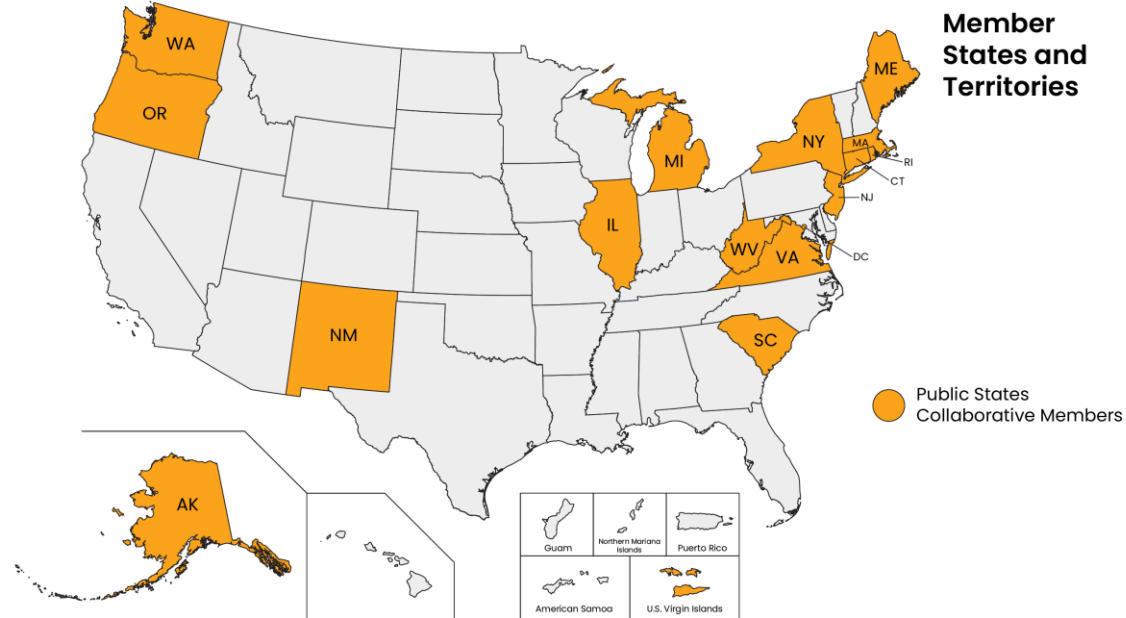 Member
States and
Territories
WA
OR
ME
NY
MA
MI
RI
CT
NJ
IL
WV
VA
DC
NM
SC
Public States
Collaborative Members
AK
Guam
Northern Mariana
Islands
Puerto Rico
American Samoa
U.S. Virgin Islands